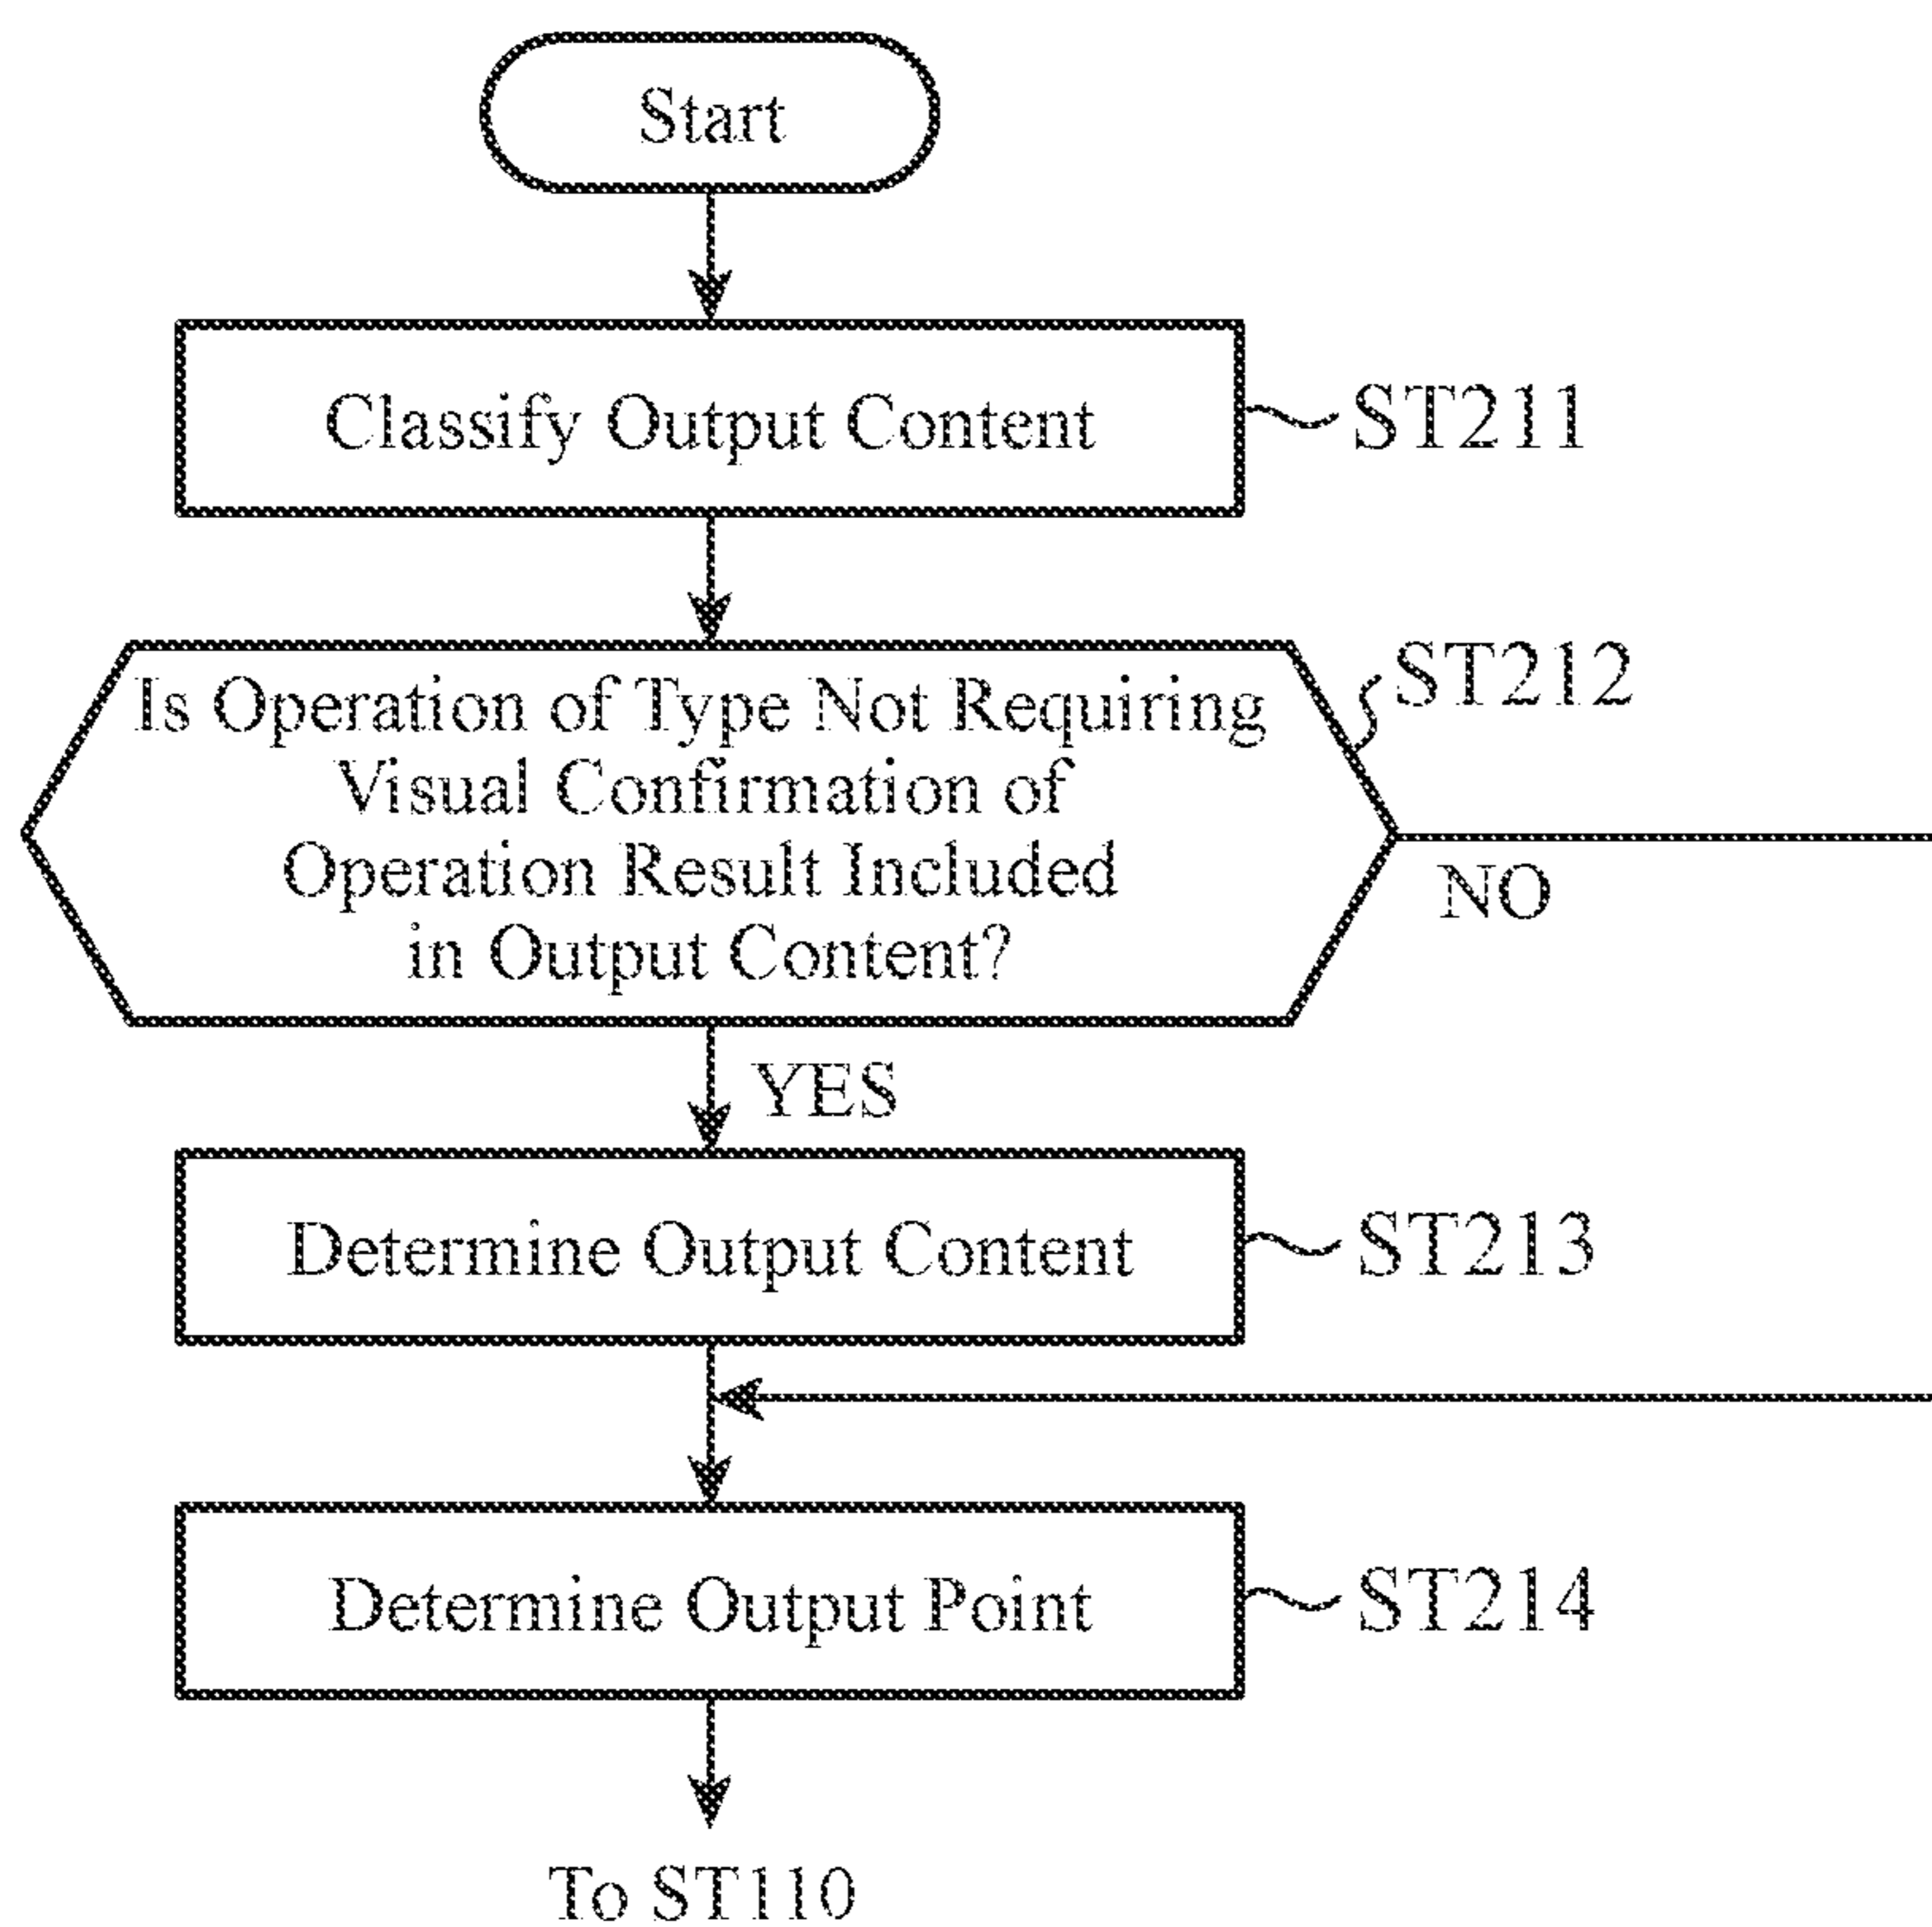 Start
Classify Output Content
ST211
ST212
Is Operation of Type Not Requiring
Visual Confirmation of
Operation Result Included
in Output Content?
NO
YES
Determine Output Content
ST213
Determine Output Point
ST214
To ST110